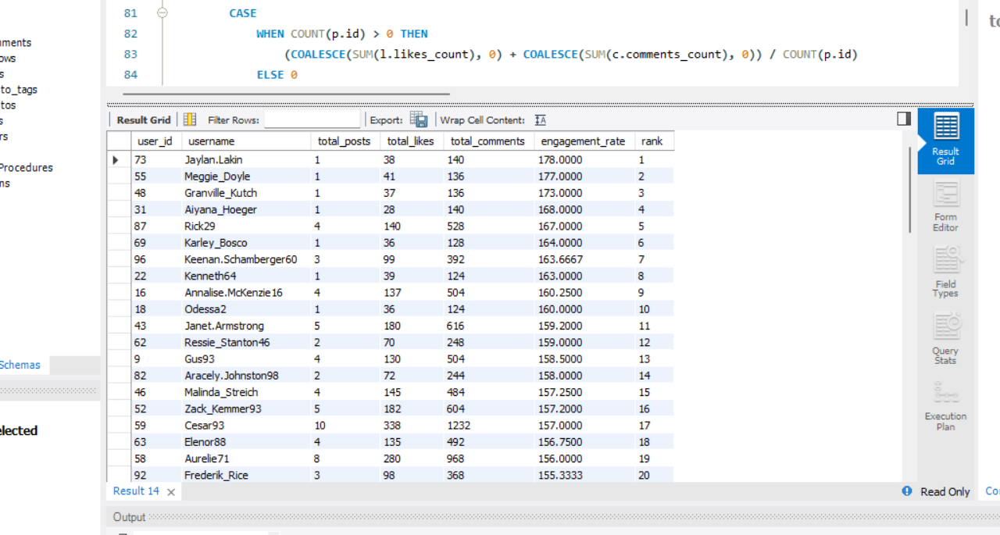 81 CASE
82 WHEN COUNT(p.id) > 0 THEN
83 (COALESCE(SUM(l.likes_count), 0) + COALESCE(SUM(c.comments_count), 0)) / COUNT(p.id)
84 ELSE 0
to_tags
Procedures
Schemas
Result Grid Filter Rows: Export: Wrap Cell Content:
user_id username total_posts total_likes total_comments engagement_rate rank
73 Jaylan.Lakin 1 38 140 178.0000 1
55 Meggie_Doyle 1 41 136 177.0000 2
48 Granville_Kutch 1 37 136 173.0000 3
31 Aiyana_Hoeger 1 28 140 168.0000 4
87 Rick29 4 140 528 167.0000 5
69 Karley_Bosco 1 36 128 164.0000 6
96 Keenan.Schamberger60 3 99 392 163.6667 7
22 Kenneth64 1 39 124 163.0000 8
16 Annalise.McKenzie16 4 137 504 160.2500 9
18 Odessa2 1 36 124 160.0000 10
43 Janet.Armstrong 5 180 616 159.2000 11
62 Ressie_Stanton46 2 70 248 159.0000 12
9 Gus93 4 130 504 158.5000 13
82 Aracely.Johnston98 2 72 244 158.0000 14
46 Malinda_Streich 4 145 484 157.2500 15
52 Zack_Kemmer93 5 182 604 157.2000 16
59 Cesar93 10 338 1232 157.0000 17
63 Elenor88 4 135 492 156.7500 18
58 Aurelie71 8 280 968 156.0000 19
92 Frederik_Rice 3 98 368 155.3333 20
Result
Grid
Form
Editor
Field
Types
Query
Stats
Execution
Plan
Result 14
Read Only
Output